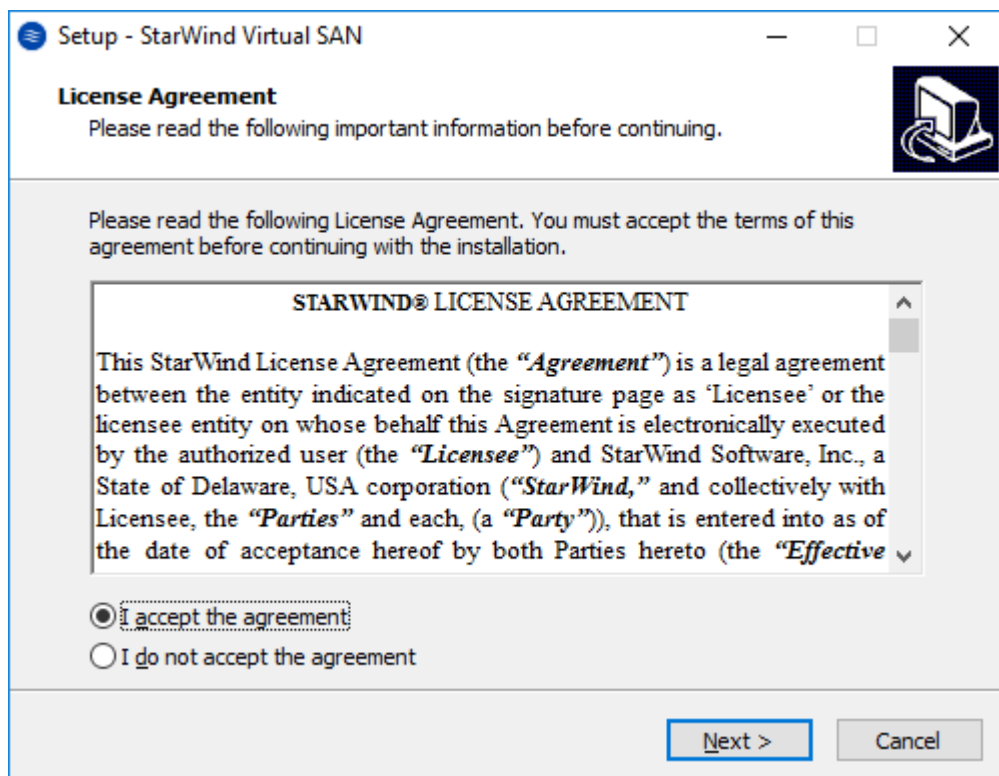 Setup - StarWind Virtual SAN
License Agreement
Please read the following important information before continuing.
Please read the following License Agreement. You must accept the terms of this
agreement before continuing with the installation.
STARWIND® LICENSE AGREEMENT
This StarWind License Agreement (the “Agreement”) is a legal agreement
between the entity indicated on the signature page as ‘Licensee’ or the
licensee entity on whose behalf this Agreement is electronically executed
by the authorized user (the “Licensee”) and StarWind Software, Inc., a
State of Delaware, USA corporation (“StarWind,” and collectively with
Licensee, the “Parties” and each, (a “Party”)), that is entered into as of
the date of acceptance hereof by both Parties hereto (the “Effective
I accept the agreement
I do not accept the agreement
Next >
Cancel